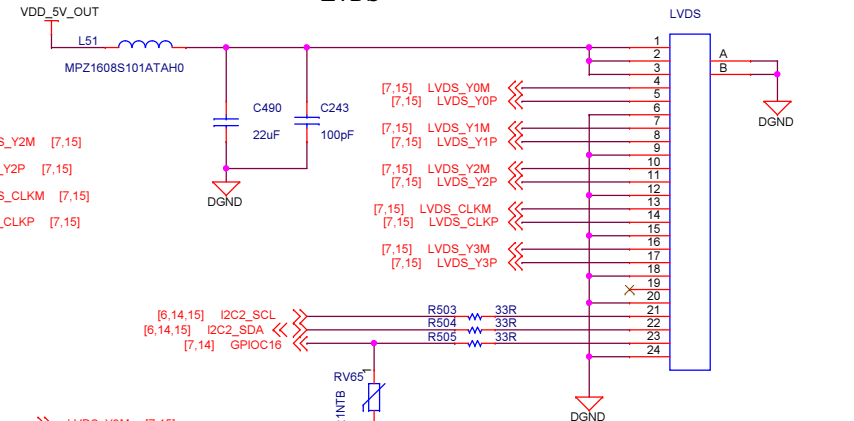 VDD_5V_OUT
LVDS
L51
MPZ1608S101ATAH0
1
2
3
A
B
DGND
[7,15] LVDS_Y0M
4
[7,15] LVDS_Y0P
5
C490
22uF
C243
100pF
6
[7,15] LVDS_Y1M
7
[7,15] LVDS_Y1P
8
S_Y2M [7,15]
9
[7,15] LVDS_Y2M
10
_Y2P [7,15]
[7,15] LVDS_Y2P
11
S_CLKM [7,15]
DGND
12
[7,15] LVDS_CLKM
13
_CLKP [7,15]
[7,15] LVDS_CLKP
14
15
[7,15] LVDS_Y3M
16
[7,15] LVDS_Y3P
17
18
19
20
[6,14,15] I2C2_SCL
R503
33R
21
[6,14,15] I2C2_SDA
R504
33R
22
[7,14] GPIOC16
R505
33R
23
24
RV65
1
1NTB
DGND